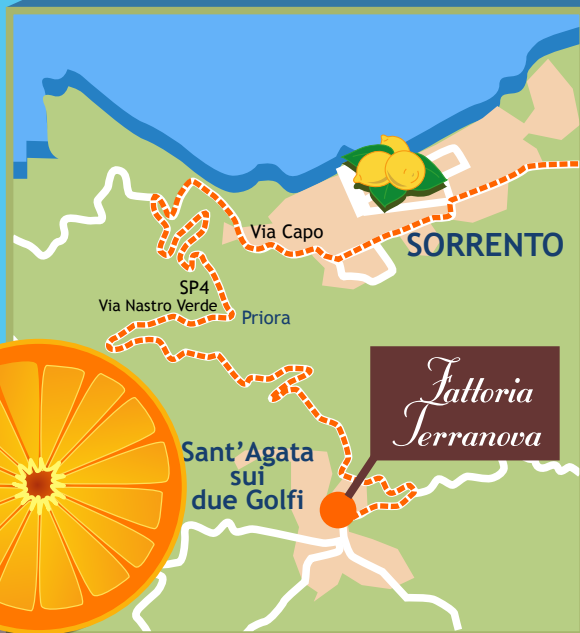 Via Capo
SORRENTO
SP4
Via Nastro Verde
Priora
Fattoria
Terranova
Sant’Agata
sui
due Golfi